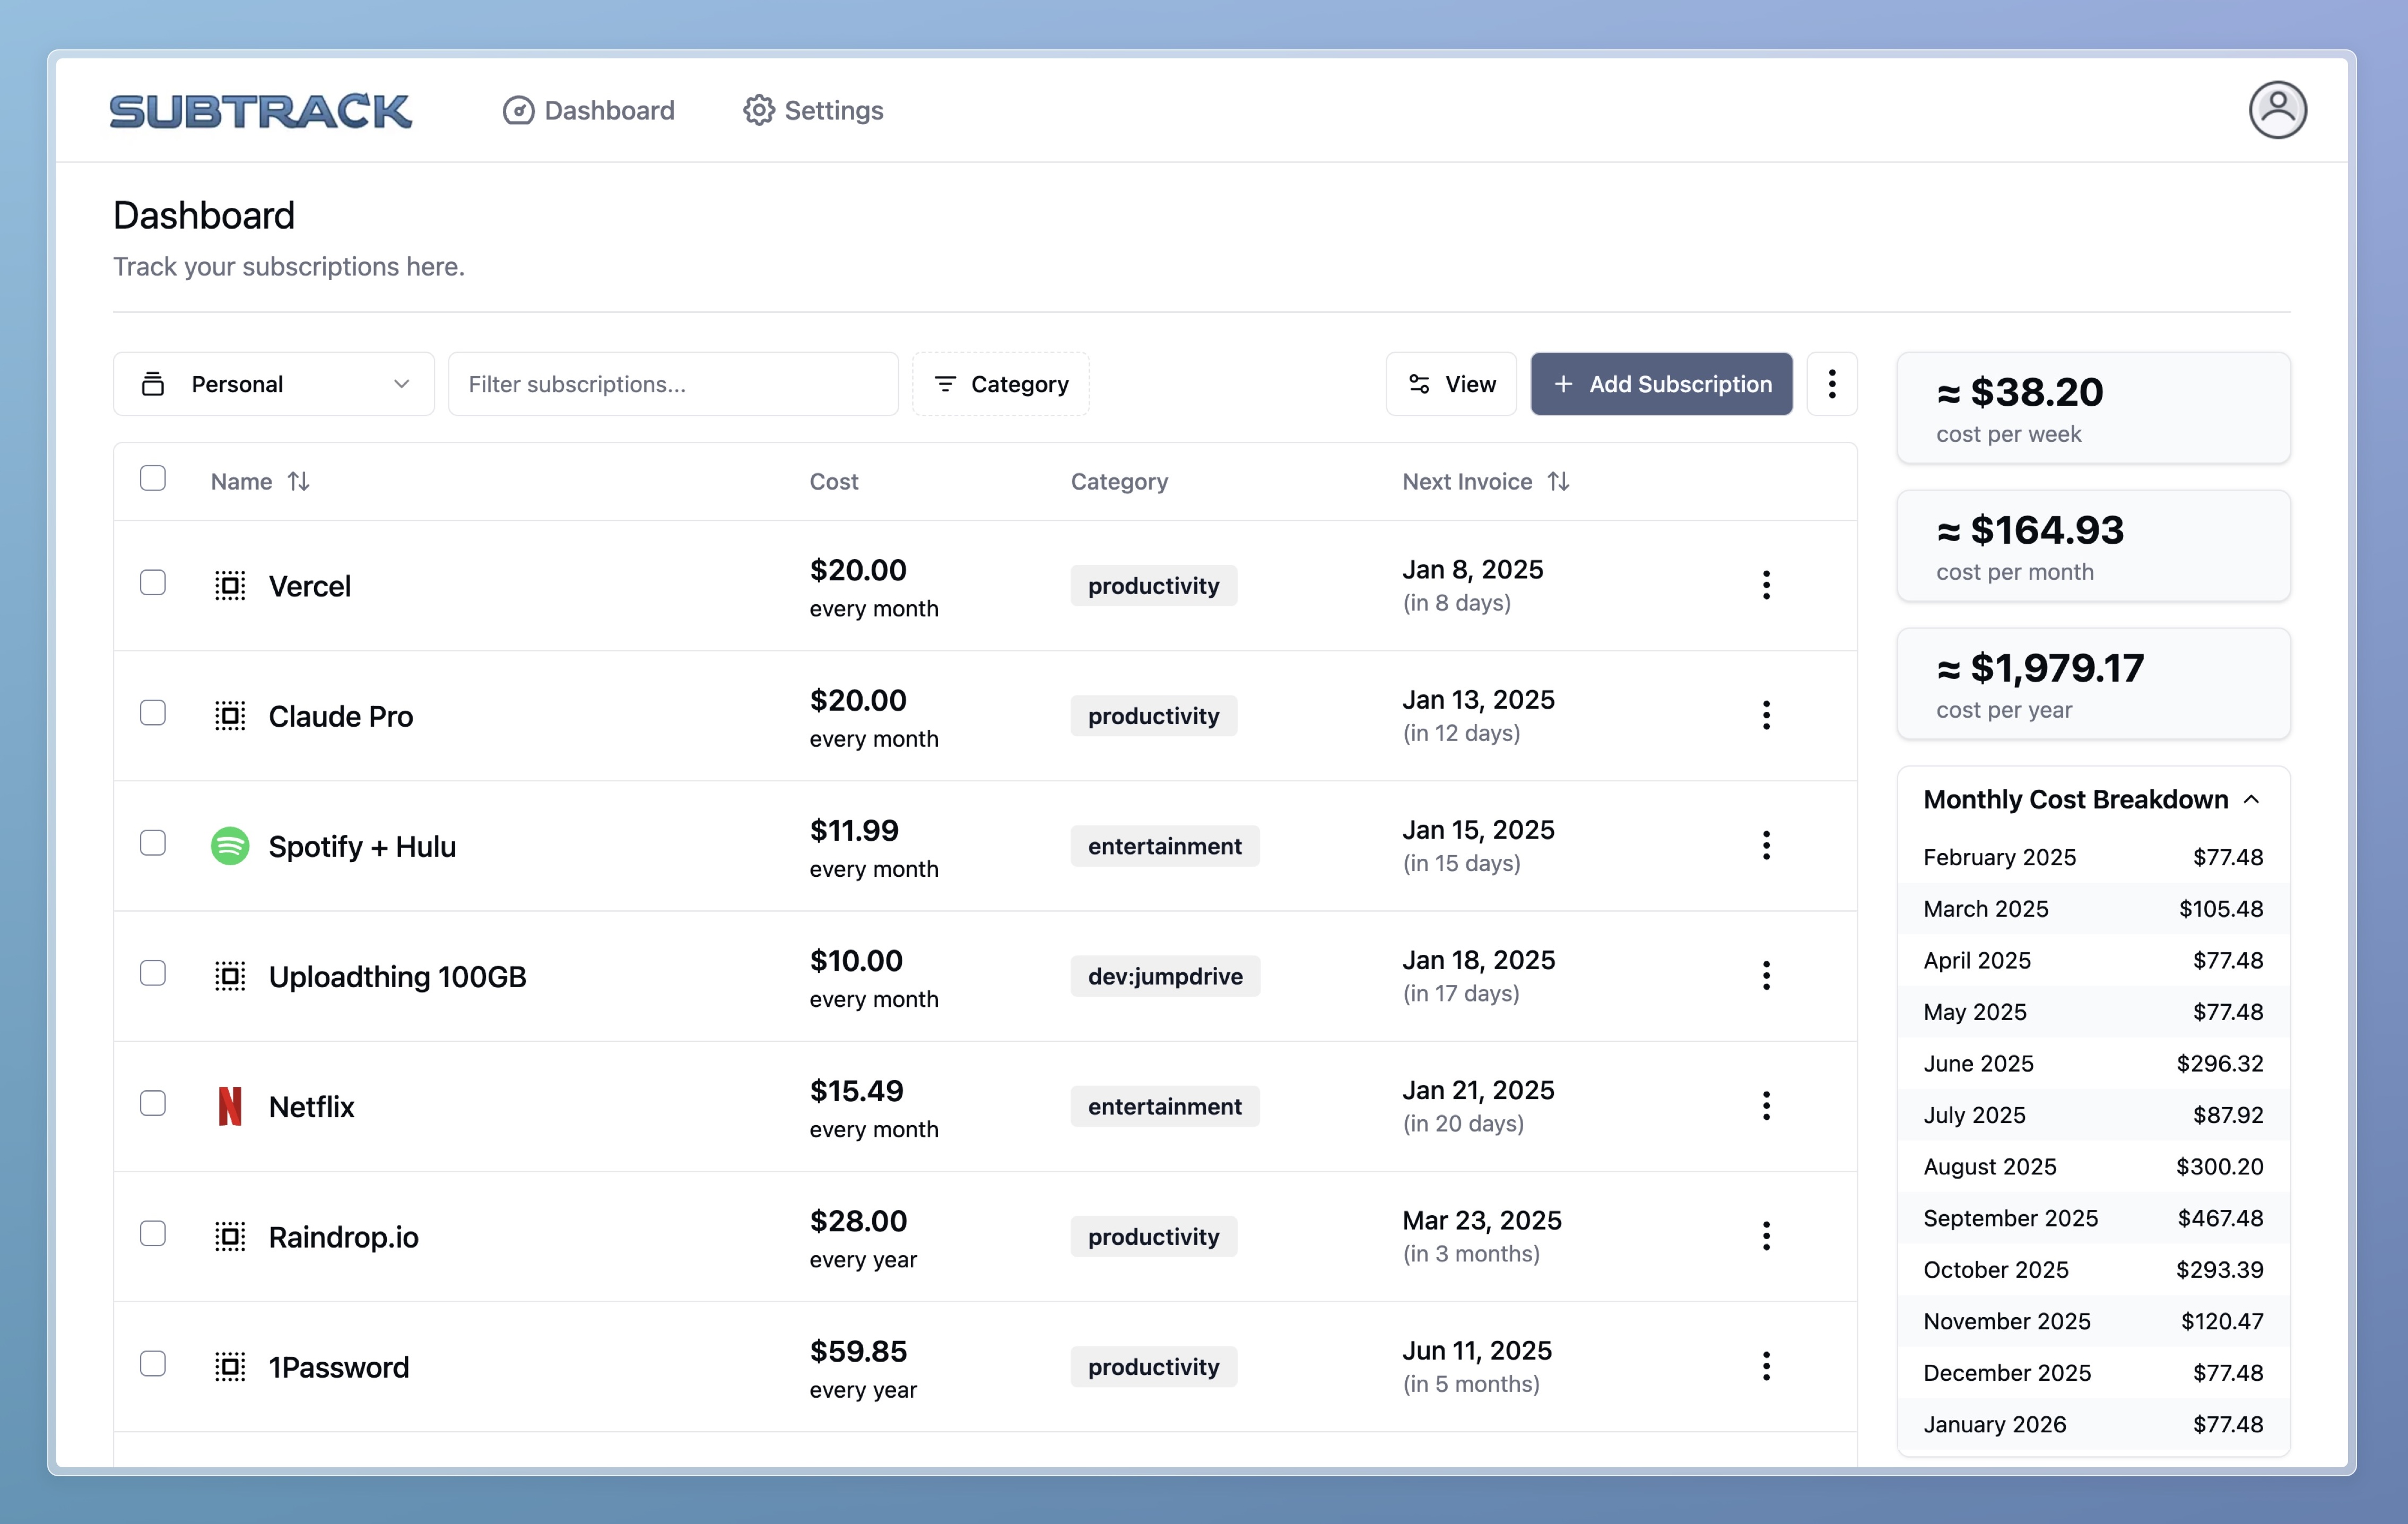 SUBTRACK Dashboard Settings
Dashboard
Track your subscriptions here.
Personal Filter subscriptions... Category View + Add Subscription
Name Cost Category Next Invoice
Vercel $20.00 every month productivity Jan 8, 2025 (in 8 days)
Claude Pro $20.00 every month productivity Jan 13, 2025 (in 12 days)
Spotify + Hulu $11.99 every month entertainment Jan 15, 2025 (in 15 days)
Uploadthing 100GB $10.00 every month dev:jumpdrive Jan 18, 2025 (in 17 days)
Netflix $15.49 every month entertainment Jan 21, 2025 (in 20 days)
Raindrop.io $28.00 every year productivity Mar 23, 2025 (in 3 months)
1Password $59.85 every year productivity Jun 11, 2025 (in 5 months)
≈ $38.20
cost per week
≈ $164.93
cost per month
≈ $1,979.17
cost per year
Monthly Cost Breakdown
February 2025 $77.48
March 2025 $105.48
April 2025 $77.48
May 2025 $77.48
June 2025 $296.32
July 2025 $87.92
August 2025 $300.20
September 2025 $467.48
October 2025 $293.39
November 2025 $120.47
December 2025 $77.48
January 2026 $77.48